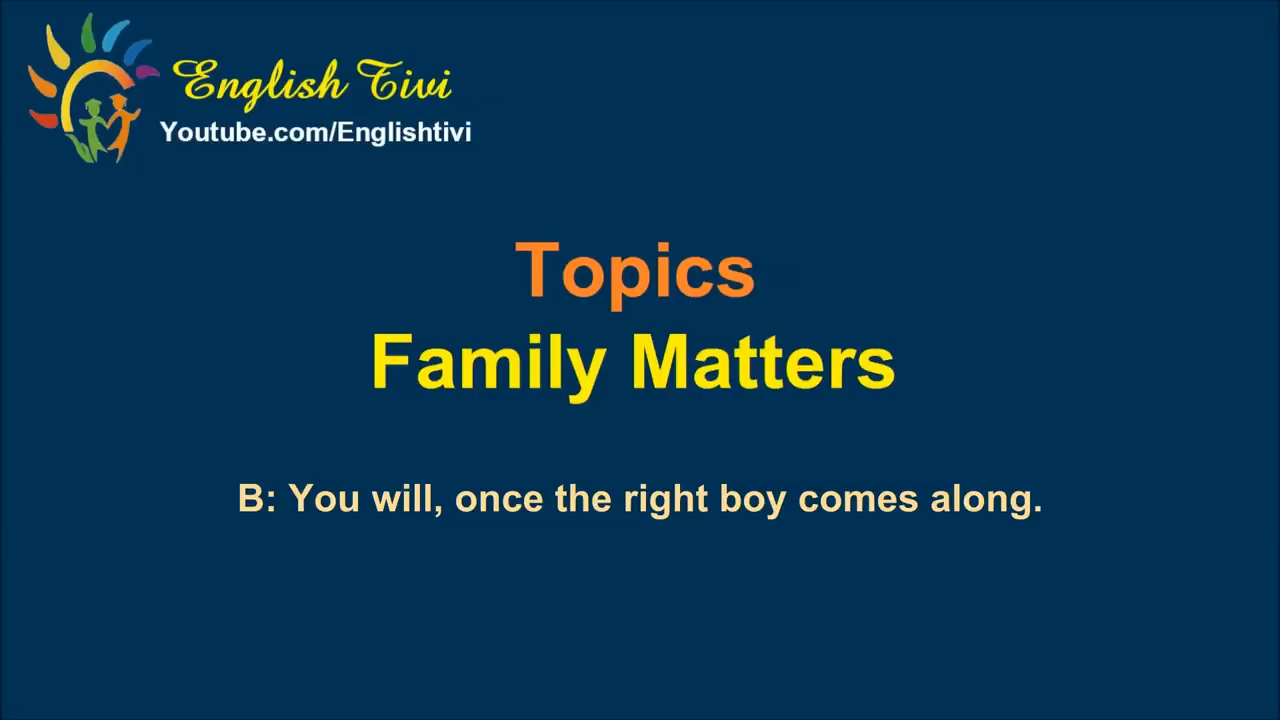 English Tivi
Youtube.com/Englishtivi
Topics
Family Matters
B: You will, once the right boy comes along.